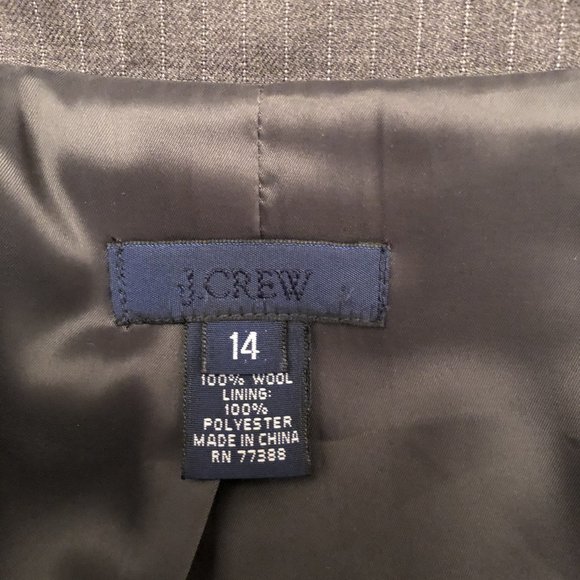 J.CREW
14
100% WOOL
LINING:
100%
POLYESTER
MADE IN CHINA
RN 77388